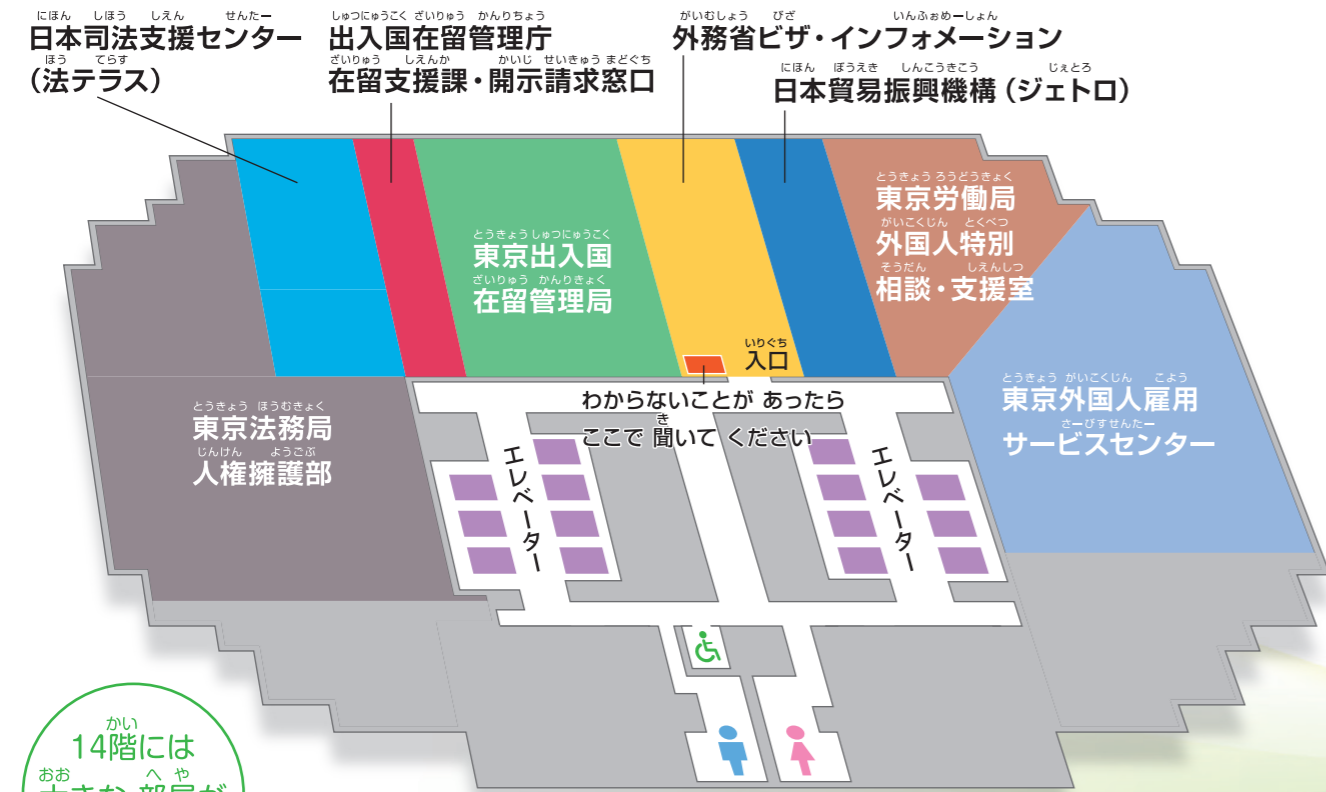 にほん しほう しえん せんたー
日本司法支援センター
ほう てらす
（法テラス）
しゅつにゅうこく ざいりゅう かんりちょう
出入国在留管理庁
ざいりゅう しえんか かいじ せいきゅう まどぐち
在留支援課・開示請求窓口
がいむしょう びざ いんふぉめーしょん
外務省ビザ・インフォメーション
にほん ぼうえき しんこうきこう じぇとろ
日本貿易振興機構（ジェトロ）
とうきょうしゅつにゅうこく
東京出入国
ざいりゅう かんりきょく
在留管理局
とうきょう ろうどうきょく
東京労働局
がいこくじん とくべつ
外国人特別
そうだん しえんしつ
相談・支援室
いりぐち
入口
わからないことが あったら
き
ここで 聞いて ください
とうきょう ほうむきょく
東京法務局
じんけん ようごぶ
人権擁護部
エレベーター
エレベーター
とうきょう がいこくじん こよう
東京外国人雇用
さーびすせんたー
サービスセンター
かい
14階には
おお へや
大きな 部屋が